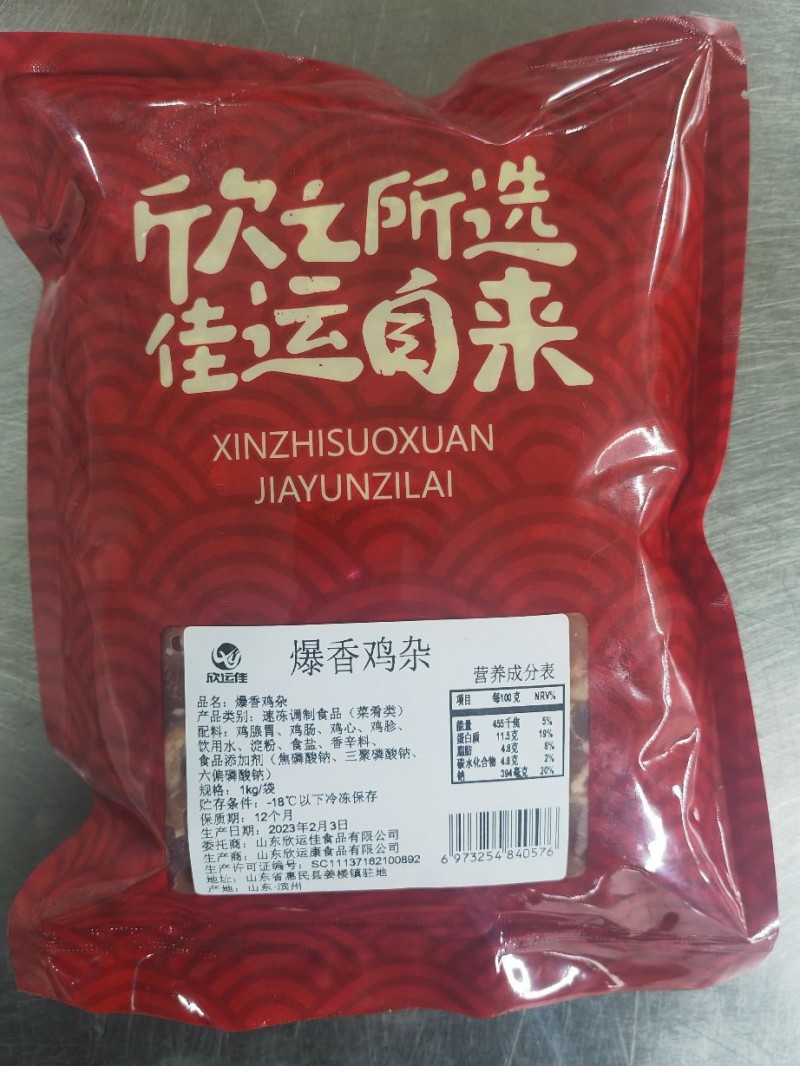 欣之所选
佳运自来
XINZHISUOXUAN
JIAYUNZILAI
欣运佳
爆香鸡杂
品名：爆香鸡杂
产品类别：速冻调制食品（菜肴类）
配料：鸡腺胃、鸡肠、鸡心、鸡胗、
饮用水、淀粉、食盐、香辛料、
食品添加剂（焦磷酸钠、三聚磷酸钠、
六偏磷酸钠）
规格：1kg/袋
贮存条件：-18℃以下冷冻保存
保质期：12个月
生产日期：2023年2月3日
委托商：山东欣运佳食品有限公司
生产商：山东欣运康食品有限公司
生产许可证编号：SC11137182100892
地址：山东省惠民县姜楼镇驻地
产地：山东·滨州
营养成分表
项目 每100克 NRV%
能量 455千焦 5%
蛋白质 11.5克 19%
脂肪 4.8克 8%
碳水化合物 4.8克 2%
钠 394毫克 20%
6 973254 840576